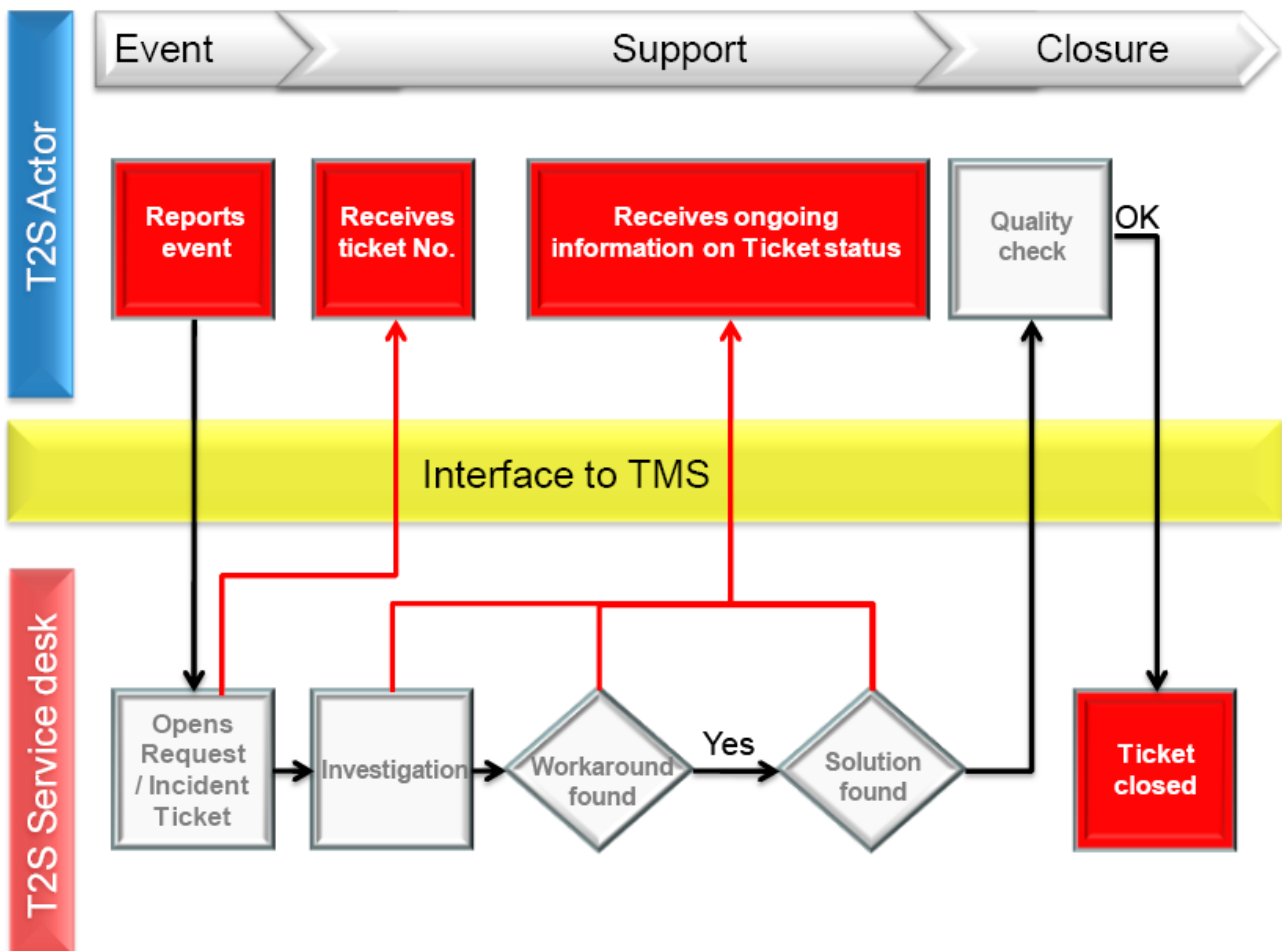 Event
Support
Closure
T2S Actor
Reports
event
Receives
ticket No.
Receives ongoing
information on Ticket status
Quality
check
OK
Interface to TMS
T2S Service desk
Opens
Request
/ Incident
Ticket
Investigation
Workaround
found
Yes
Solution
found
Ticket
closed